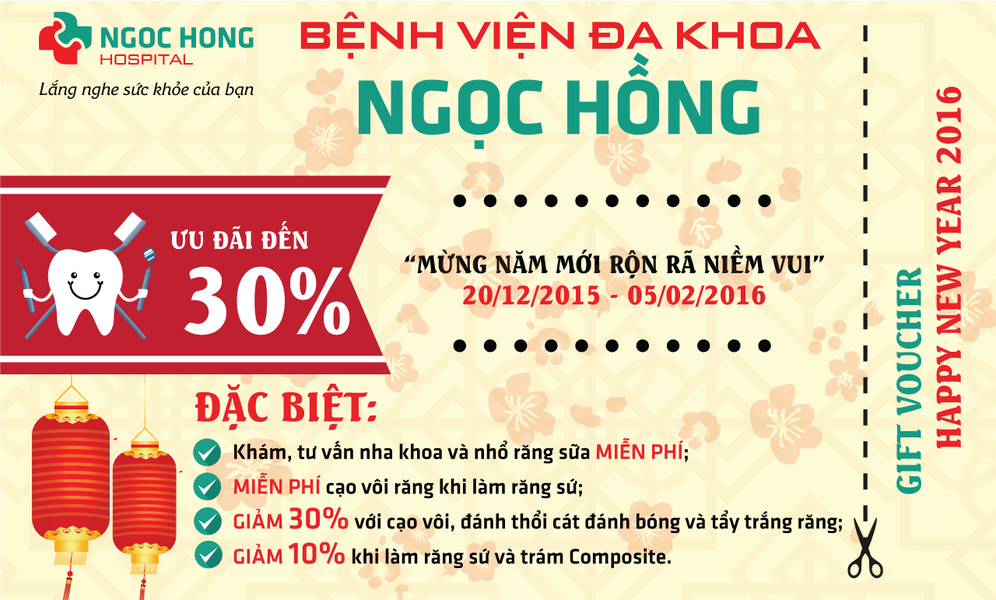 NGOC HONG
HOSPITAL
Lắng nghe sức khỏe của bạn
BỆNH VIỆN ĐA KHOA
NGỌC HỒNG
ƯU ĐÃI ĐẾN
30%
“MỪNG NĂM MỚI RỘN RÃ NIỀM VUI”
20/12/2015 - 05/02/2016
ĐẶC BIỆT:
Khám, tư vấn nha khoa và nhổ răng sữa MIỄN PHÍ;
MIỄN PHÍ cạo vôi răng khi làm răng sứ;
GIẢM 30% với cạo vôi, đánh thổi cát đánh bóng và tẩy trắng răng;
GIẢM 10% khi làm răng sứ và trám Composite.
GIFT VOUCHER
HAPPY NEW YEAR 2016